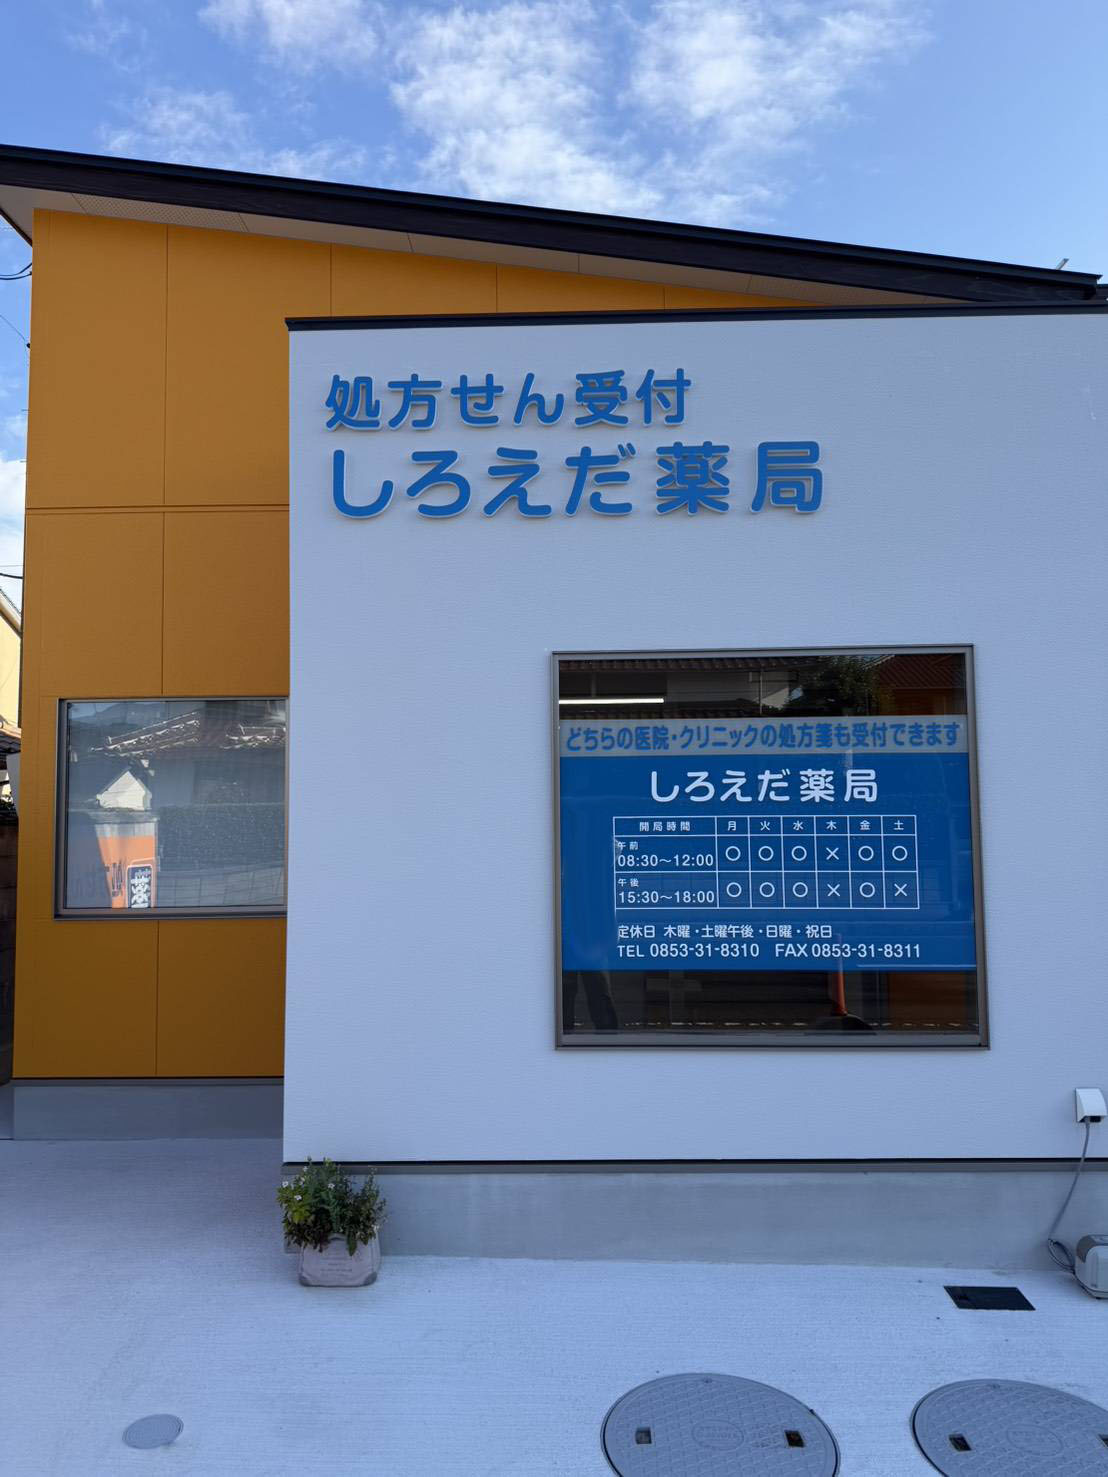 処方せん受付
しろえだ薬局
どちらの医院・クリニックの処方箋も受付できます
しろえだ薬局
開局時間 月 火 水 木 金 土
午前
08:30〜12:00 ○ ○ ○ × ○ ○
午後
15:30〜18:00 ○ ○ ○ × ○ ×
定休日 木曜・土曜午後・日曜・祝日
TEL 0853-31-8310 FAX 0853-31-8311